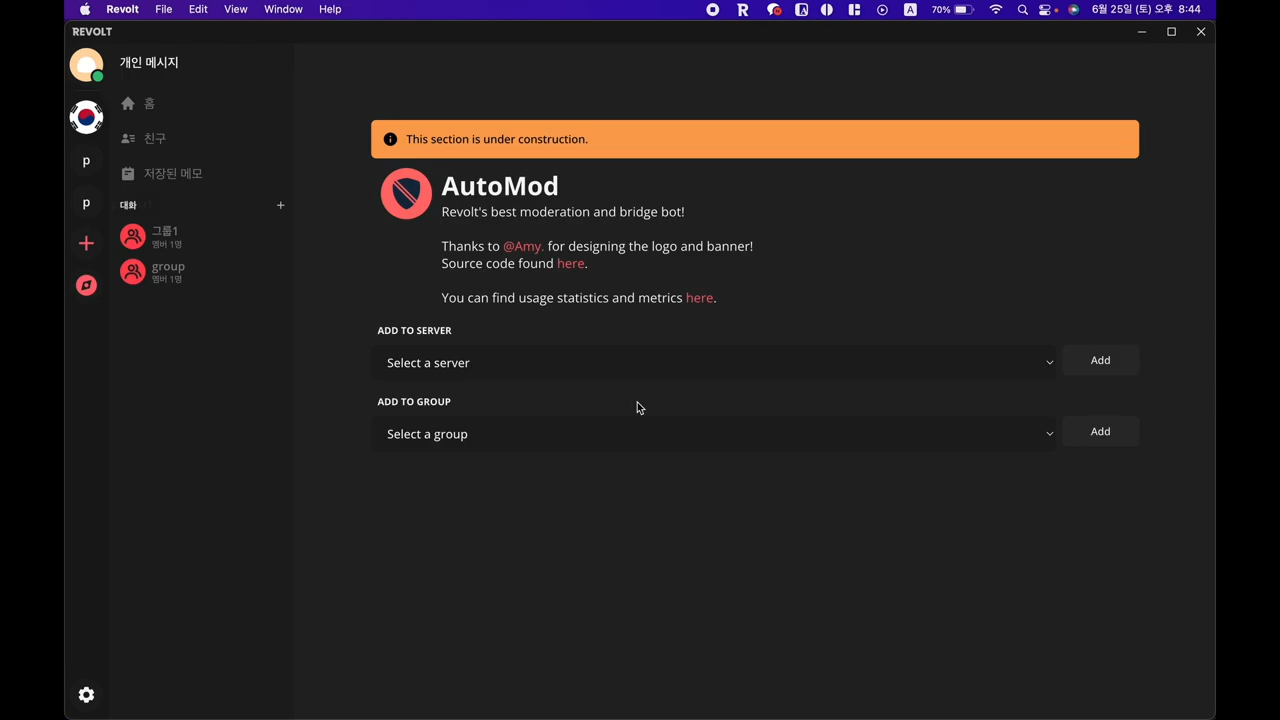 Revolt File Edit View Window Help
70% 6월 25일 (토) 오후 8:44
REVOLT
개인 메시지
홈
친구
p
저장된 메모
p
대화
그룹1
멤버 1명
group
멤버 1명
This section is under construction.
AutoMod
Revolt's best moderation and bridge bot!
Thanks to @Amy. for designing the logo and banner!
Source code found here.
You can find usage statistics and metrics here.
ADD TO SERVER
Select a server
Add
ADD TO GROUP
Select a group
Add